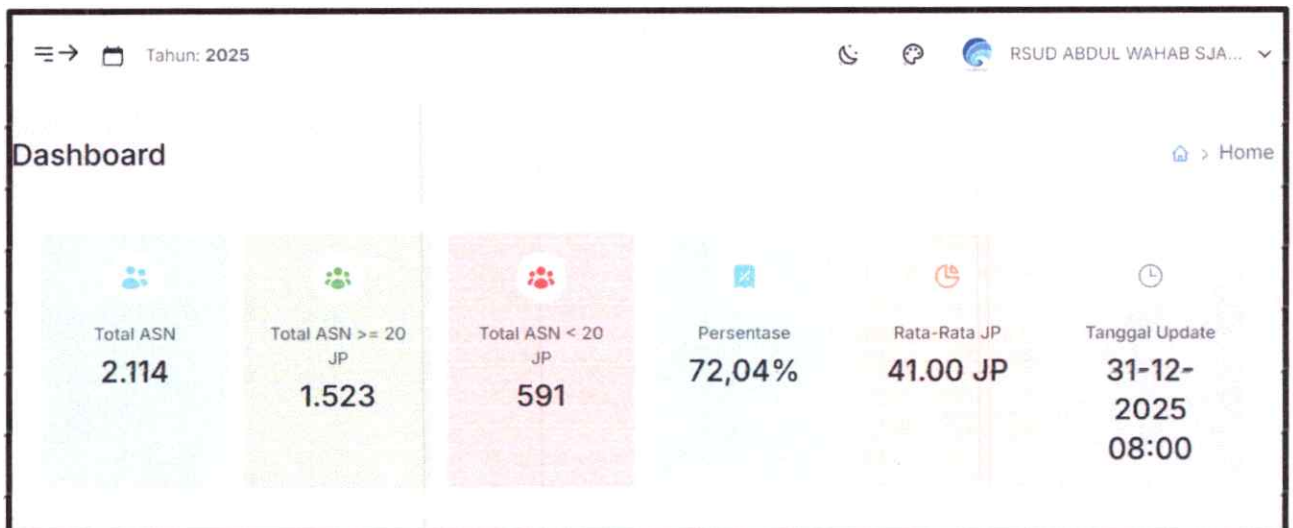 Tahun: 2025
RSUD ABDUL WAHAB SJA...
Dashboard
> Home
Total ASN
2.114
Total ASN >= 20
JP
1.523
Total ASN < 20
JP
591
Persentase
72,04%
Rata-Rata JP
41.00 JP
Tanggal Update
31-12-
2025
08:00